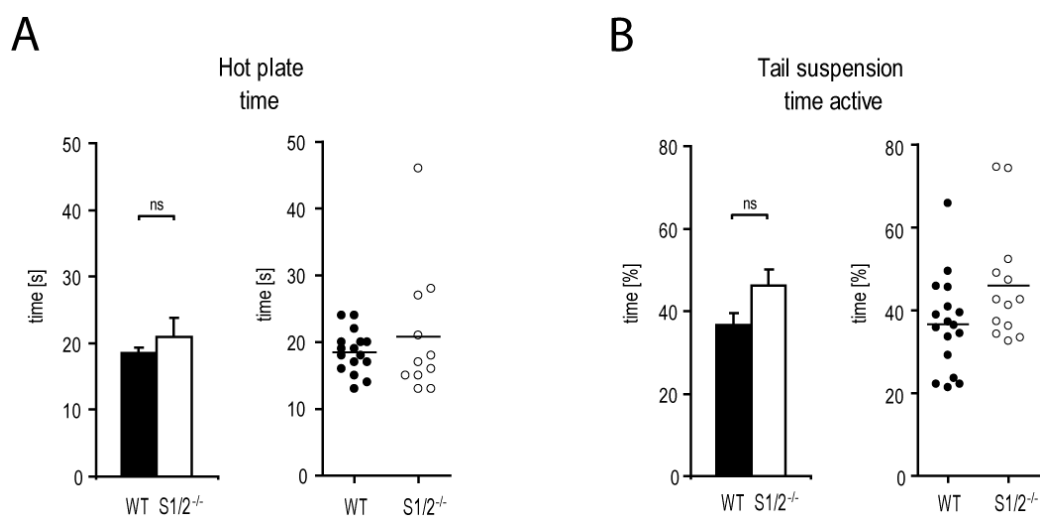 A
Hot plate
time
50
40
30
20
10
0
time [s]
ns
WT S1/2-/-
50
40
30
20
10
0
time [s]
WT S1/2-/-
B
Tail suspension
time active
80
60
40
20
0
time [%]
ns
WT S1/2-/-
80
60
40
20
0
time [%]
WT S1/2-/-